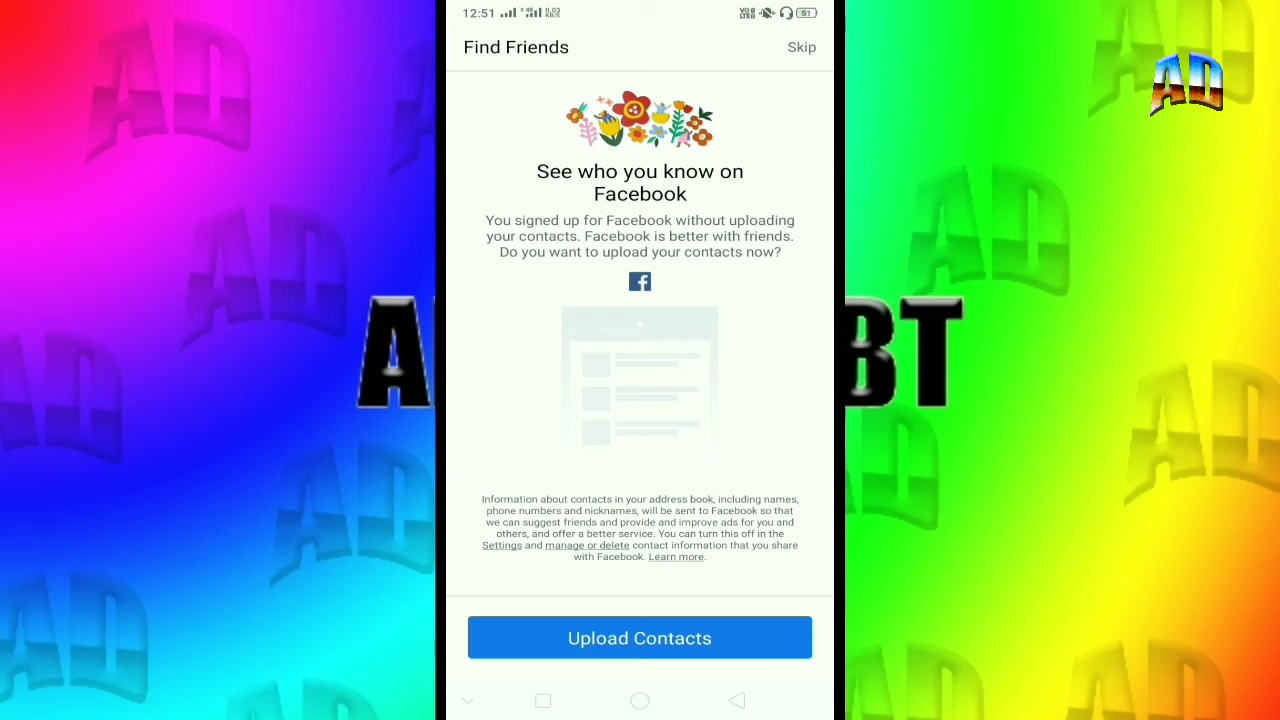 12:51
Find Friends
Skip
AD
See who you know on
Facebook
You signed up for Facebook without uploading
your contacts. Facebook is better with friends.
Do you want to upload your contacts now?
f
BT
Information about contacts in your address book, including names,
phone numbers and nicknames, will be sent to Facebook so that
we can suggest friends and provide and improve ads for you and
others, and offer a better service. You can turn this off in the
Settings and manage or delete contact information that you share
with Facebook. Learn more.
Upload Contacts